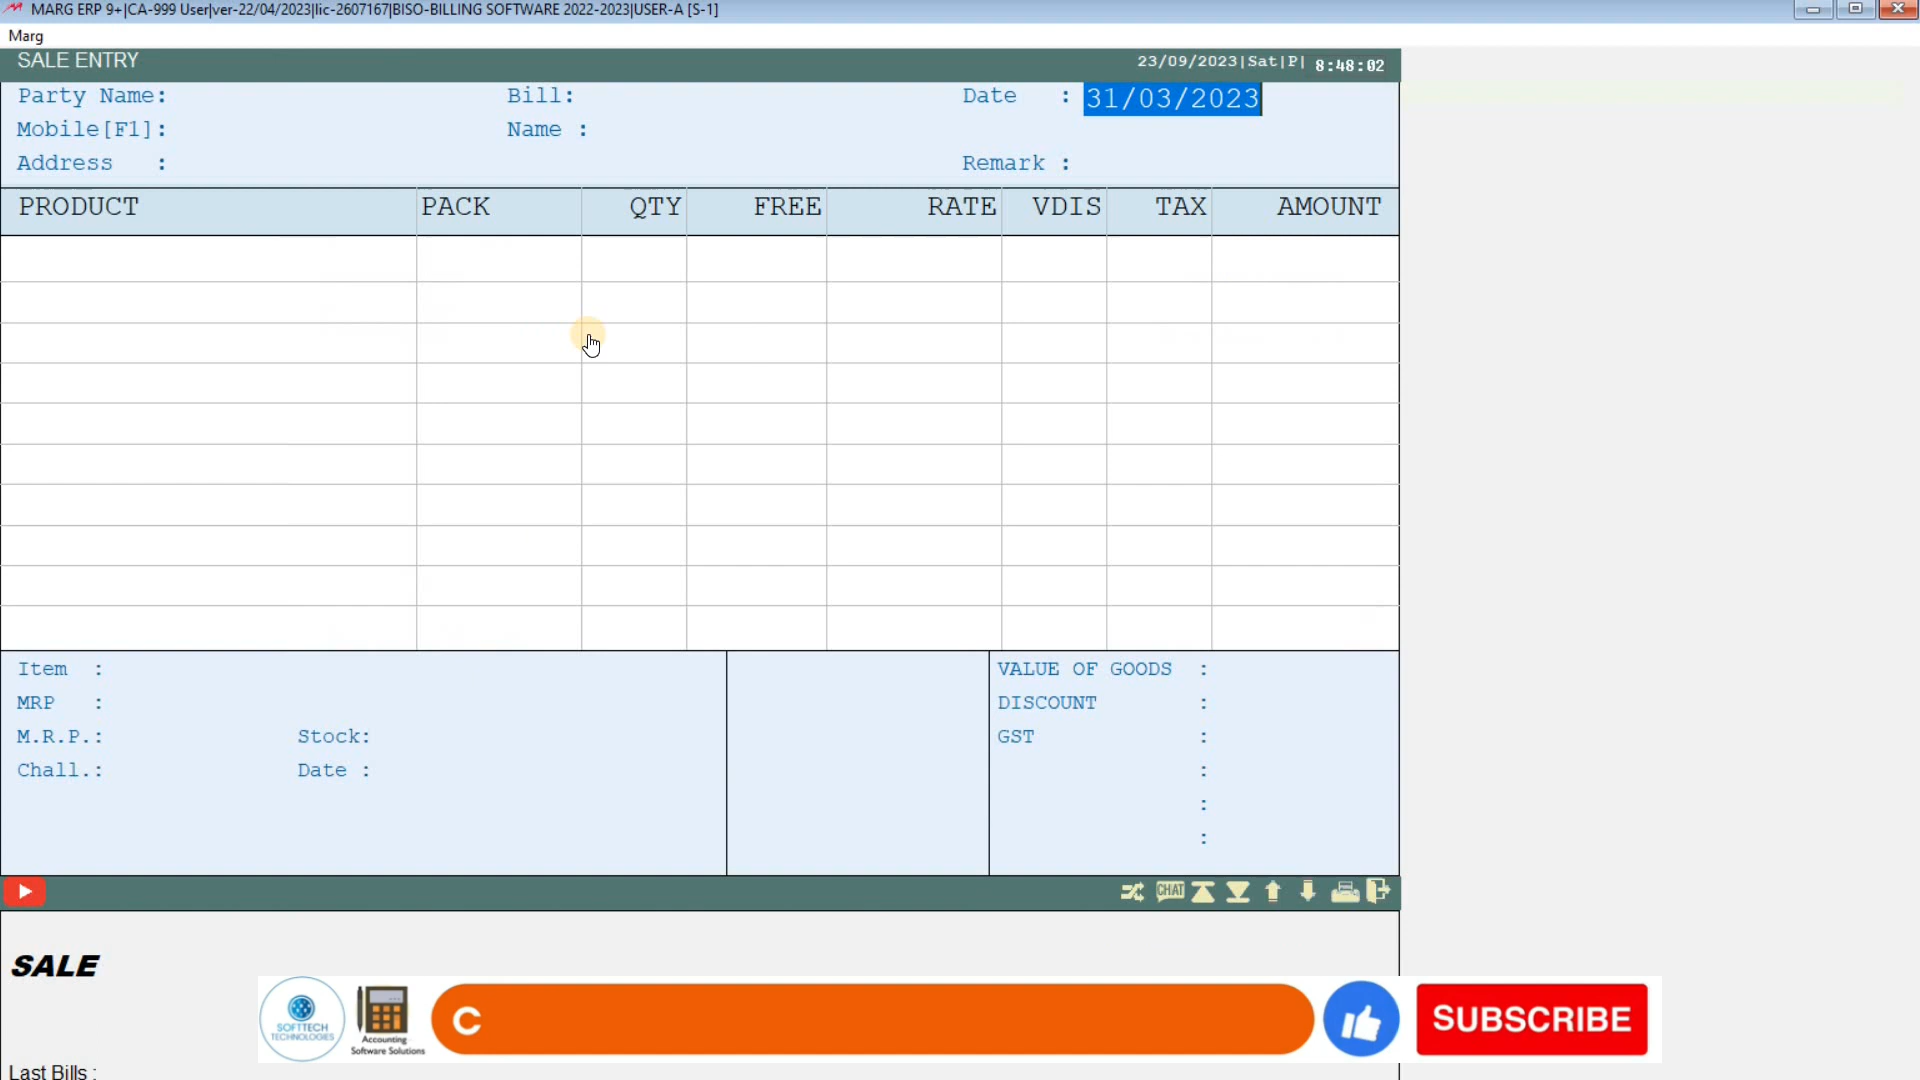 MARG ERP 9+|CA-999 User|ver-22/04/2023|lic-2607167|BISO-BILLING SOFTWARE 2022-2023|USER-A [S-1]
Marg
SALE ENTRY 23/09/2023|Sat|P| 8:48:02
Party Name: Bill: Date : 31/03/2023
Mobile[F1]: Name :
Address : Remark :
PRODUCT PACK QTY FREE RATE VDIS TAX AMOUNT
Item : VALUE OF GOODS :
MRP : DISCOUNT :
M.R.P.: Stock: GST :
Chall.: Date : :
:
:
CHAT
SALE
SOFTTECH
TECHNOLOGIES
Accounting
Software Solutions
C
SUBSCRIBE
Last Bills :